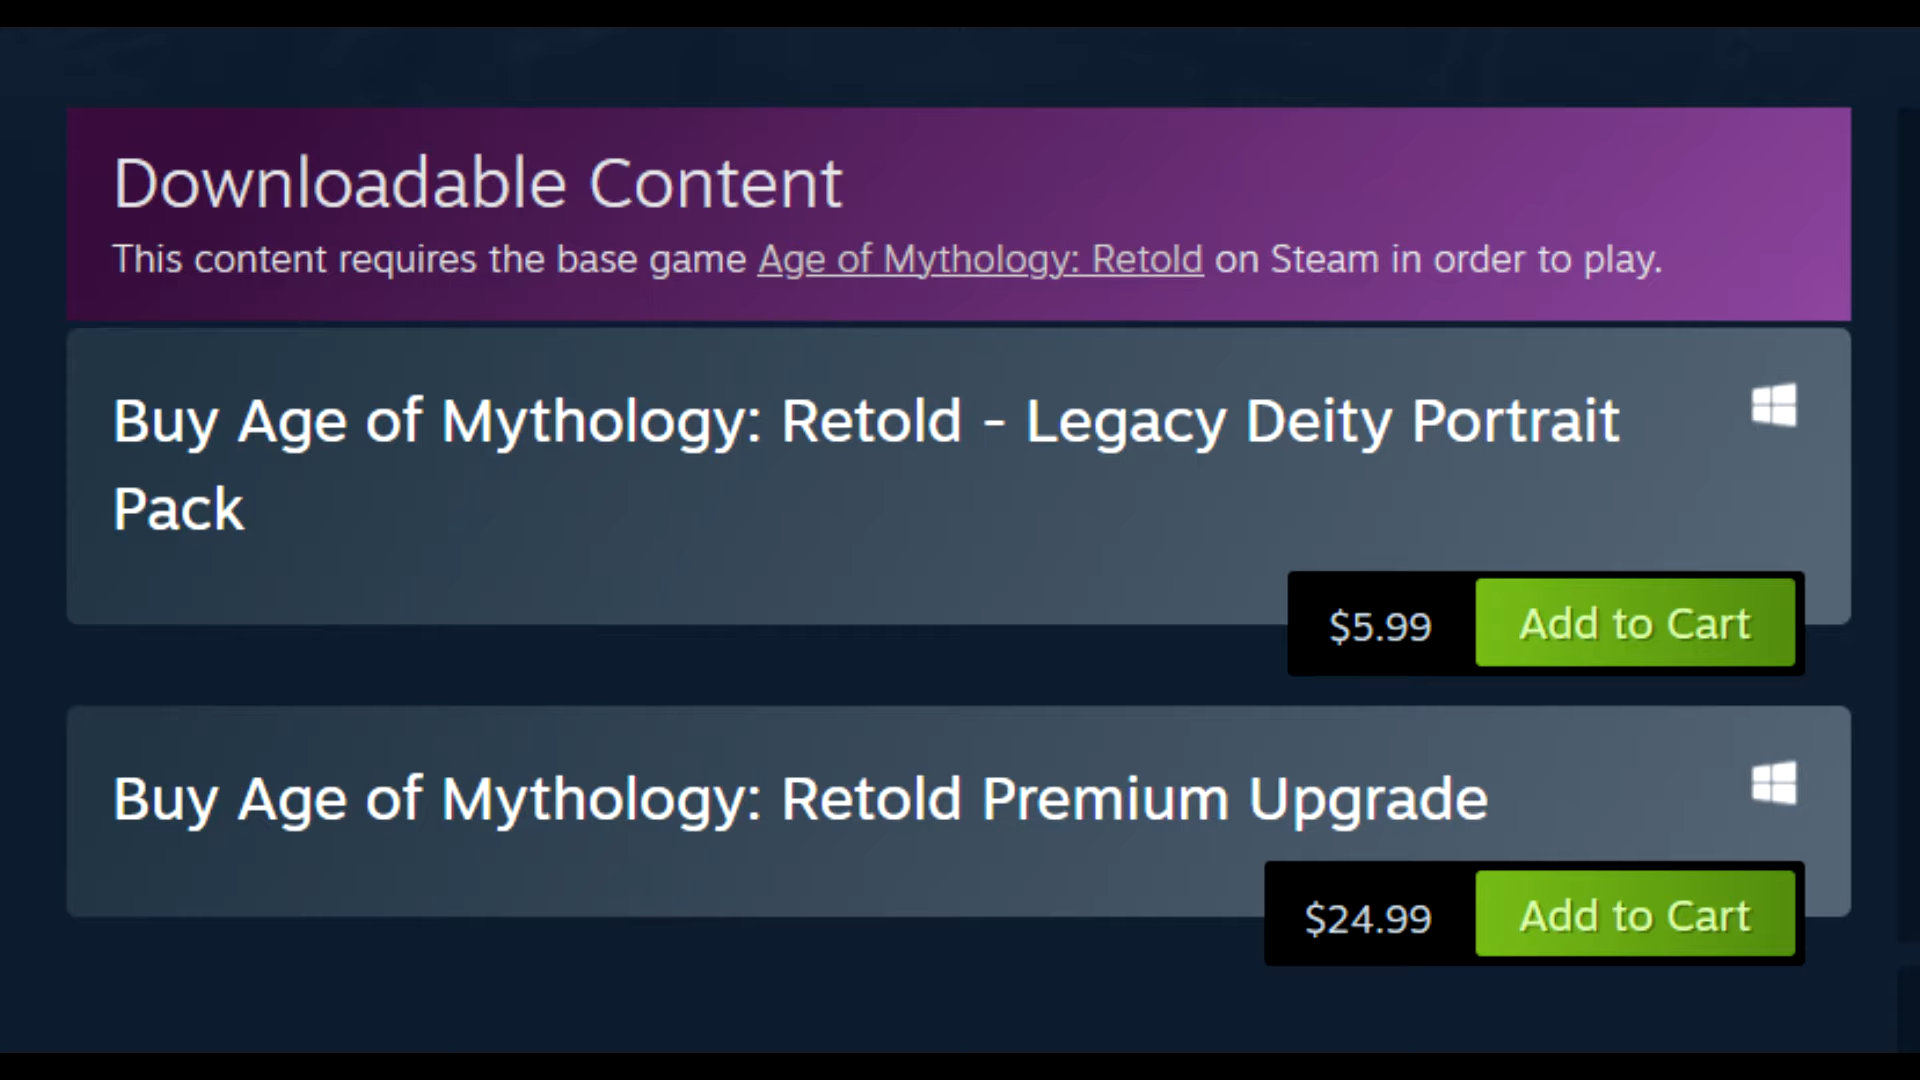 Downloadable Content
This content requires the base game Age of Mythology: Retold on Steam in order to play.
Buy Age of Mythology: Retold - Legacy Deity Portrait
Pack
$5.99 Add to Cart
Buy Age of Mythology: Retold Premium Upgrade
$24.99 Add to Cart